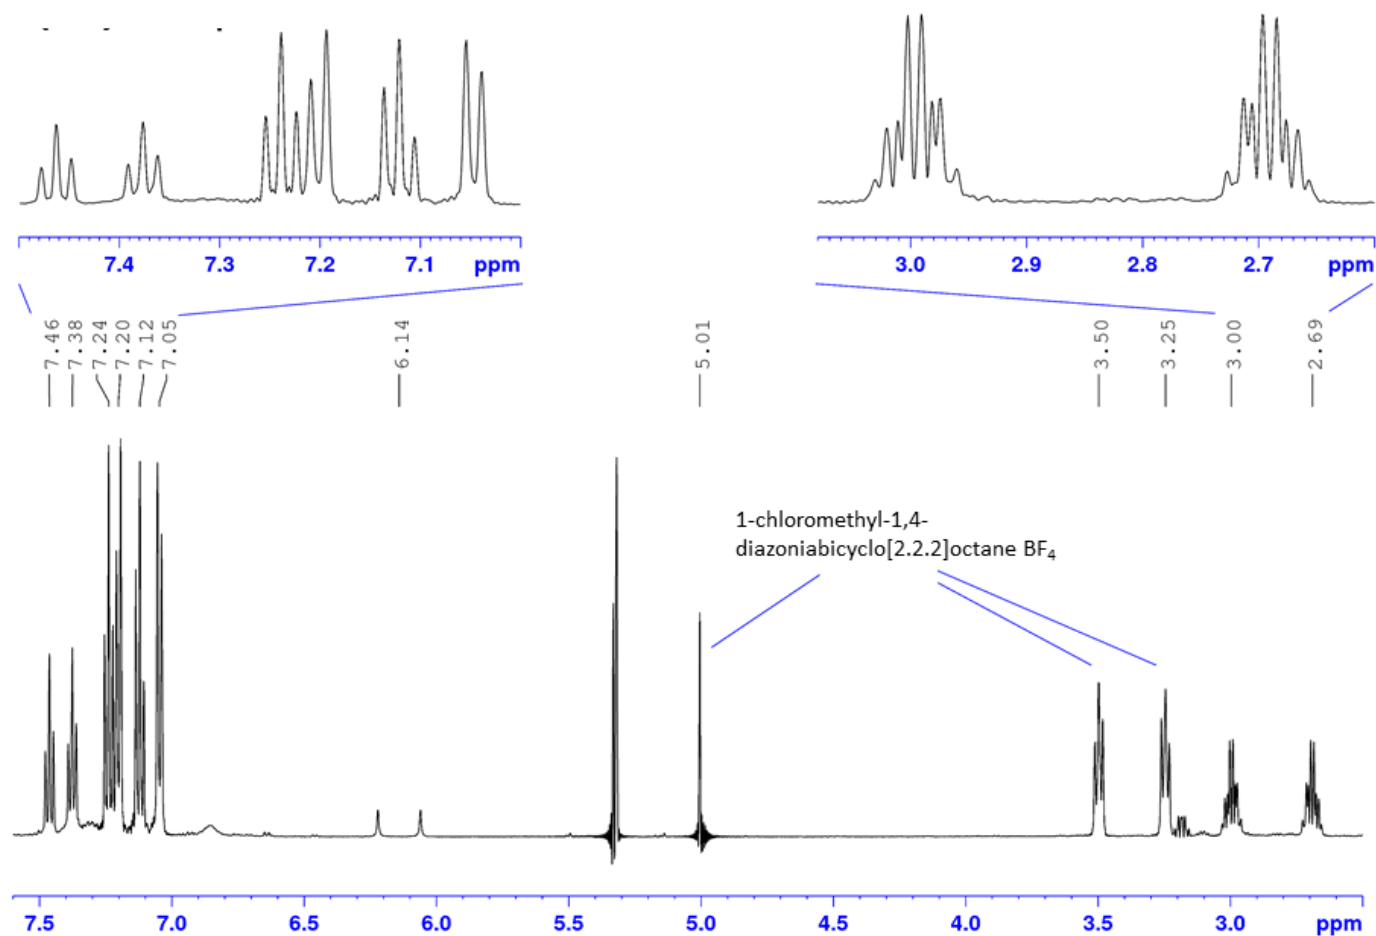 7.4 7.3 7.2 7.1 ppm
3.0 2.9 2.8 2.7 ppm
7.46
7.38
7.24
7.20
7.12
7.05
6.14
5.01
3.50
3.25
3.00
2.69
1-chloromethyl-1,4-
diazoniabicyclo[2.2.2]octane BF₄
7.5 7.0 6.5 6.0 5.5 5.0 4.5 4.0 3.5 3.0 ppm